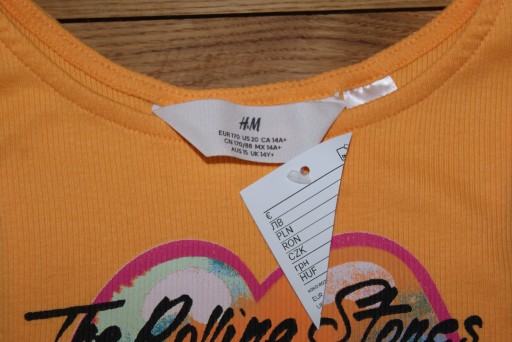 H&M
EUR 170 US 20 CA 14A+
CN 170/88 MX 14A+
AUS 15 UK 14Y+
€
ЛВ
PLN
RON
CZK
грн
HUF
EUR
The Rolling Stones